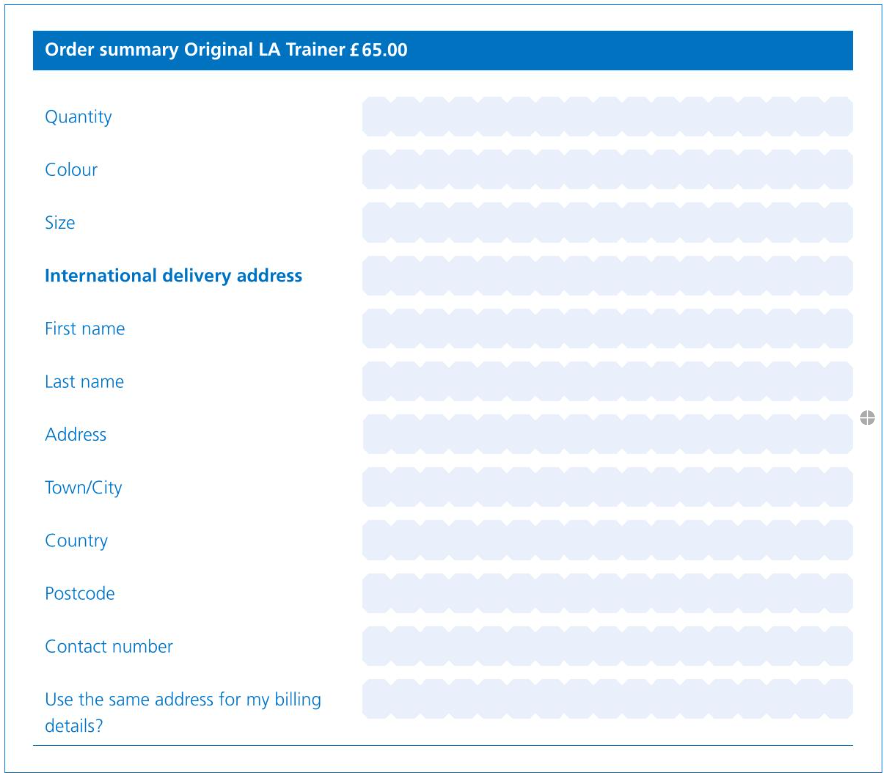 Order summary Original LA Trainer £65.00
Quantity
Colour
Size
International delivery address
First name
Last name
Address
Town/City
Country
Postcode
Contact number
Use the same address for my billing
details?